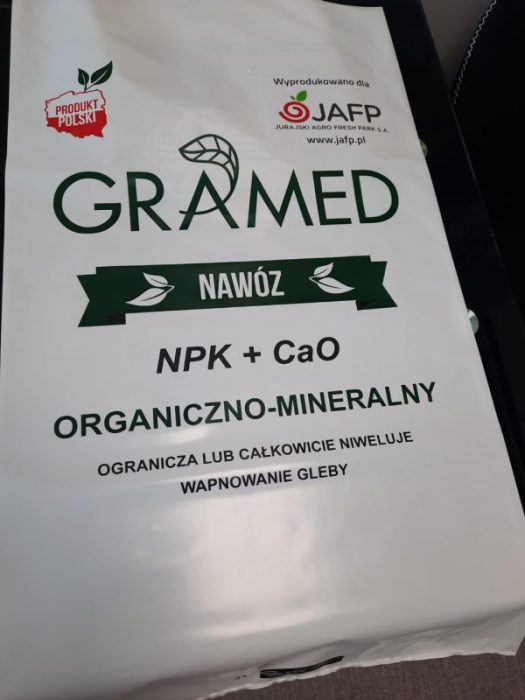 PRODUKT
POLSKI
Wyprodukowano dla
JAFP
JURAJSKI AGRO FRESH PARK S.A.
www.jafp.pl
GRAMED
NAWÓZ
NPK + CaO
ORGANICZNO-MINERALNY
OGRANICZA LUB CAŁKOWICIE NIWELUJE
WAPNOWANIE GLEBY